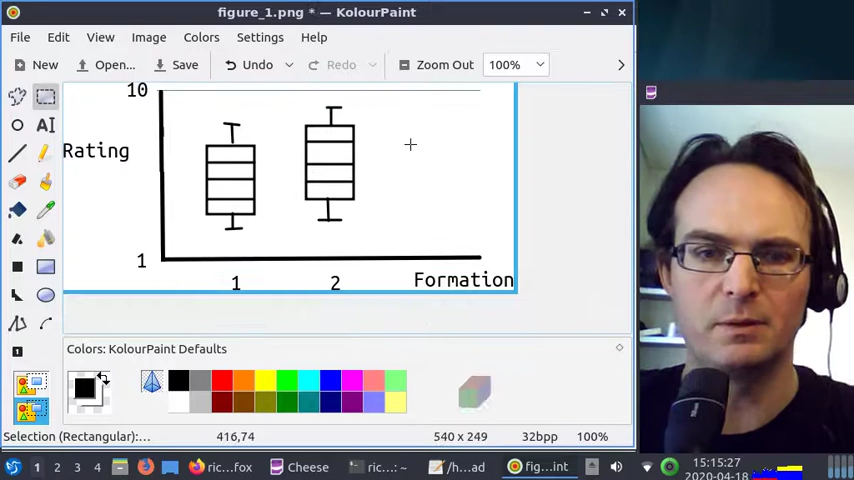 figure_1.png * — KolourPaint
File Edit View Image Colors Settings Help
New Open... Save Undo Redo Zoom Out 100%
10
Rating
1
1 2 Formation
Colors: KolourPaint Defaults
Selection (Rectangular):... 416,74 540 x 249 32bpp 100%
1 2 3 4 ric...fox Cheese ric...: ~ /h...ad fig...int 15:15:27
2020-04-18